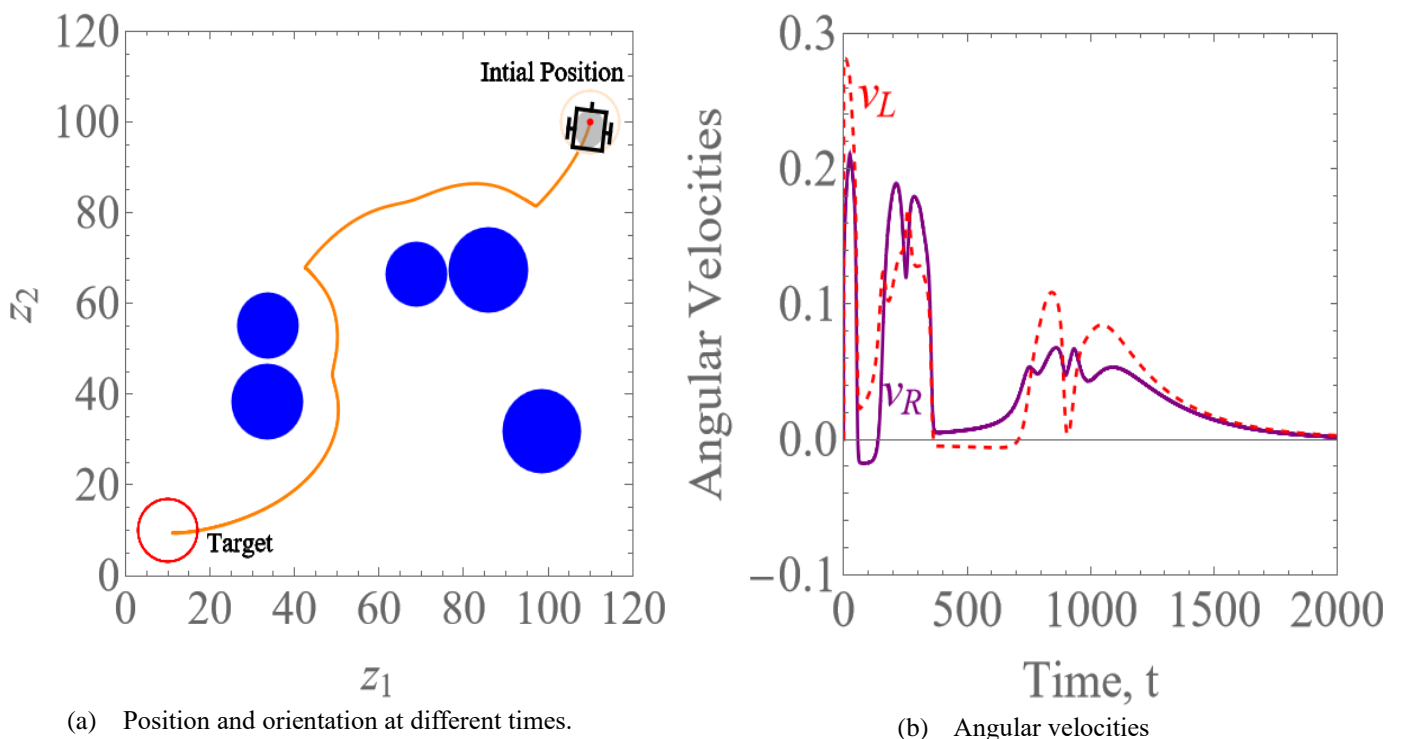 120
100
80
60
40
20
0
0 20 40 60 80 100 120
z2
z1
Intial Position
Target
(a) Position and orientation at different times.
0.3
0.2
0.1
0.0
−0.1
0 500 1000 1500 2000
Angular Velocities
Time, t
vL
vR
(b) Angular velocities